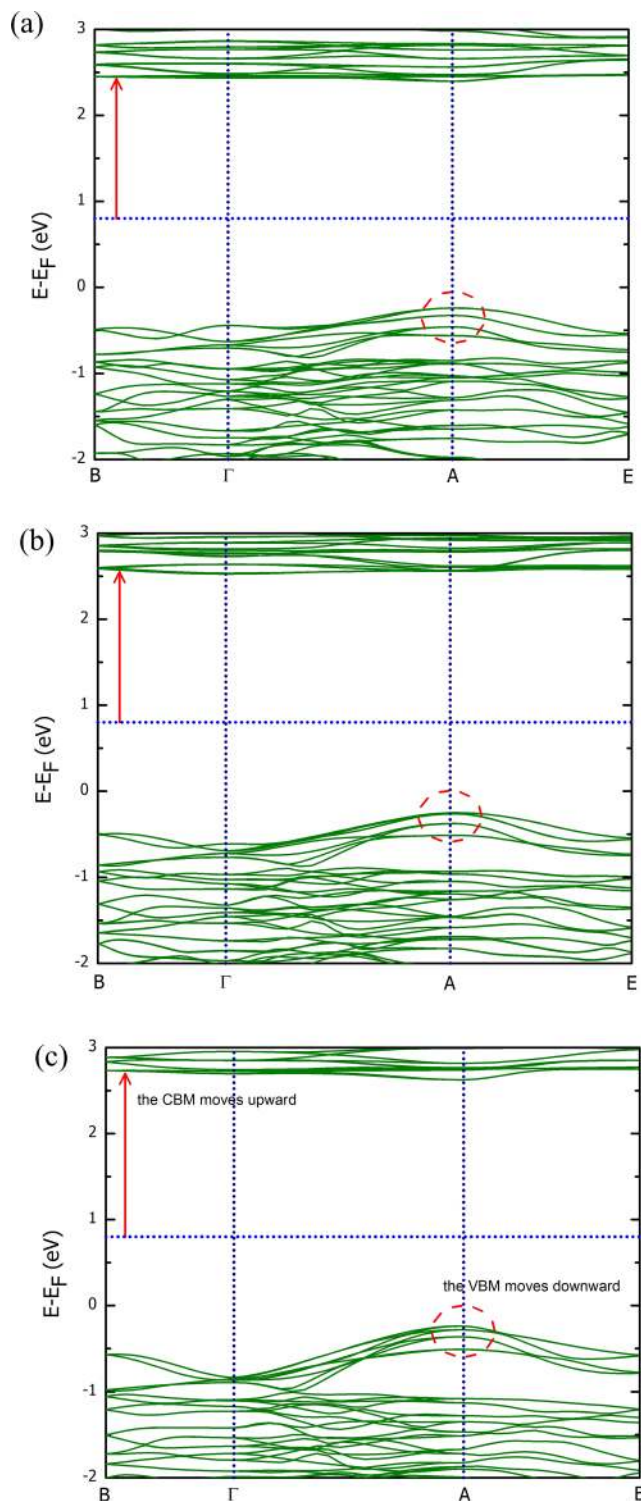 (a)
3
2
1
0
-1
-2
E-E_F (eV)
B Γ A E
(b)
3
2
1
0
-1
-2
E-E_F (eV)
B Γ A E
(c)
3
the CBM moves upward
2
1
the VBM moves downward
0
-1
-2
E-E_F (eV)
B Γ A E